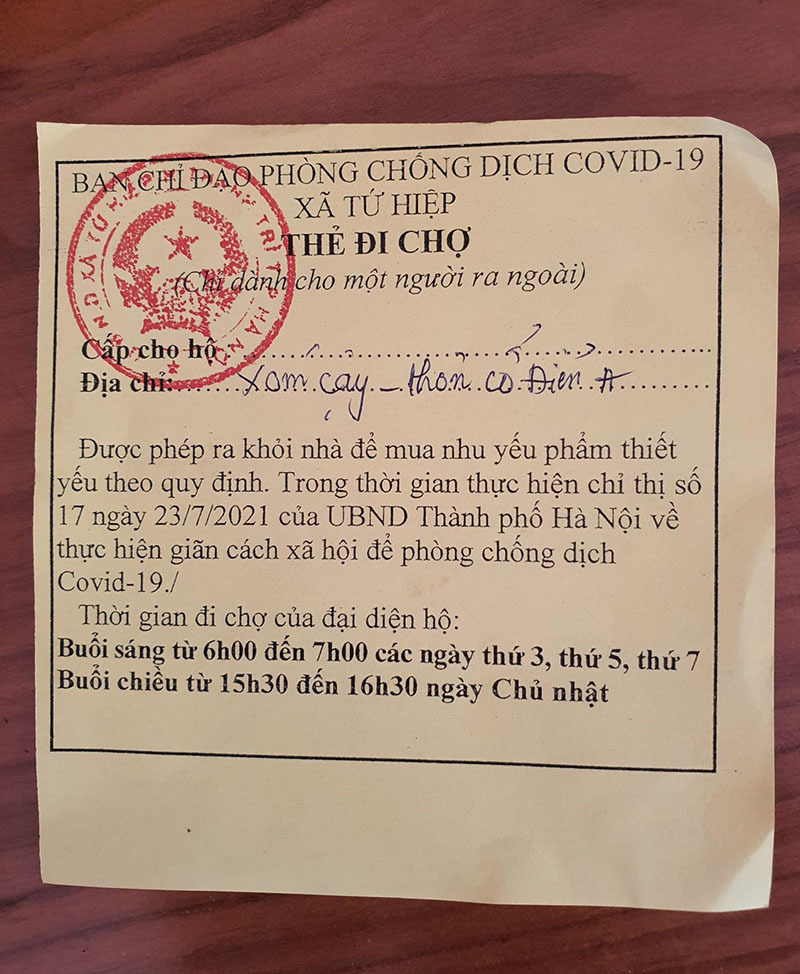 BAN CHỈ ĐẠO PHÒNG CHỐNG DỊCH COVID-19
XÃ TỨ HIỆP
THẺ ĐI CHỢ
(Chỉ dành cho một người ra ngoài)
Cấp cho hộ :
Địa chỉ: Xóm Cậy – thôn Cổ Điển A
Được phép ra khỏi nhà để mua nhu yếu phẩm thiết
yếu theo quy định. Trong thời gian thực hiện chỉ thị số
17 ngày 23/7/2021 của UBND Thành phố Hà Nội về
thực hiện giãn cách xã hội để phòng chống dịch
Covid-19./
Thời gian đi chợ của đại diện hộ:
Buổi sáng từ 6h00 đến 7h00 các ngày thứ 3, thứ 5, thứ 7
Buổi chiều từ 15h30 đến 16h30 ngày Chủ nhật